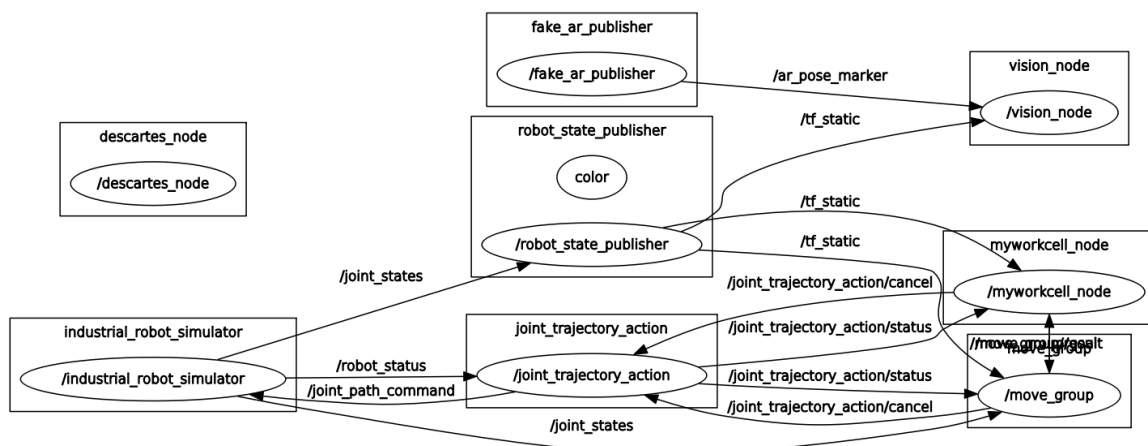 fake_ar_publisher
/fake_ar_publisher
/ar_pose_marker
vision_node
/vision_node
/tf_static
descartes_node
/descartes_node
robot_state_publisher
color
/robot_state_publisher
/tf_static
/tf_static
myworkcell_node
/myworkcell_node
/joint_states
/joint_trajectory_action/cancel
industrial_robot_simulator
/industrial_robot_simulator
/robot_status
/joint_path_command
joint_trajectory_action
/joint_trajectory_action
/joint_trajectory_action/status
/joint_trajectory_action/status
/joint_trajectory_action/cancel
move_group
/move_group
/joint_states